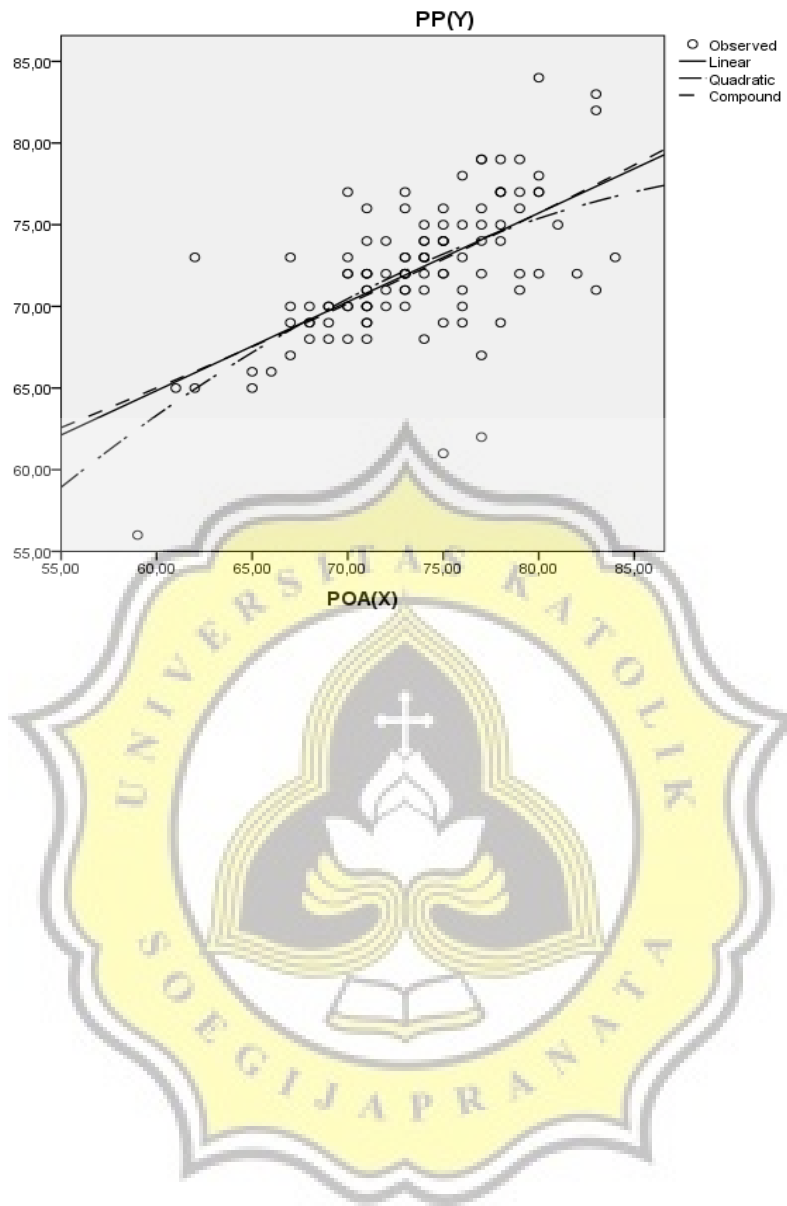 PP(Y)
Observed
Linear
Quadratic
Compound
85,00
80,00
75,00
70,00
65,00
60,00
55,00
55,00 60,00 65,00 70,00 75,00 80,00 85,00
POA(X)
UNIVERSITAS KATOLIK
SOEGIJAPRANATA